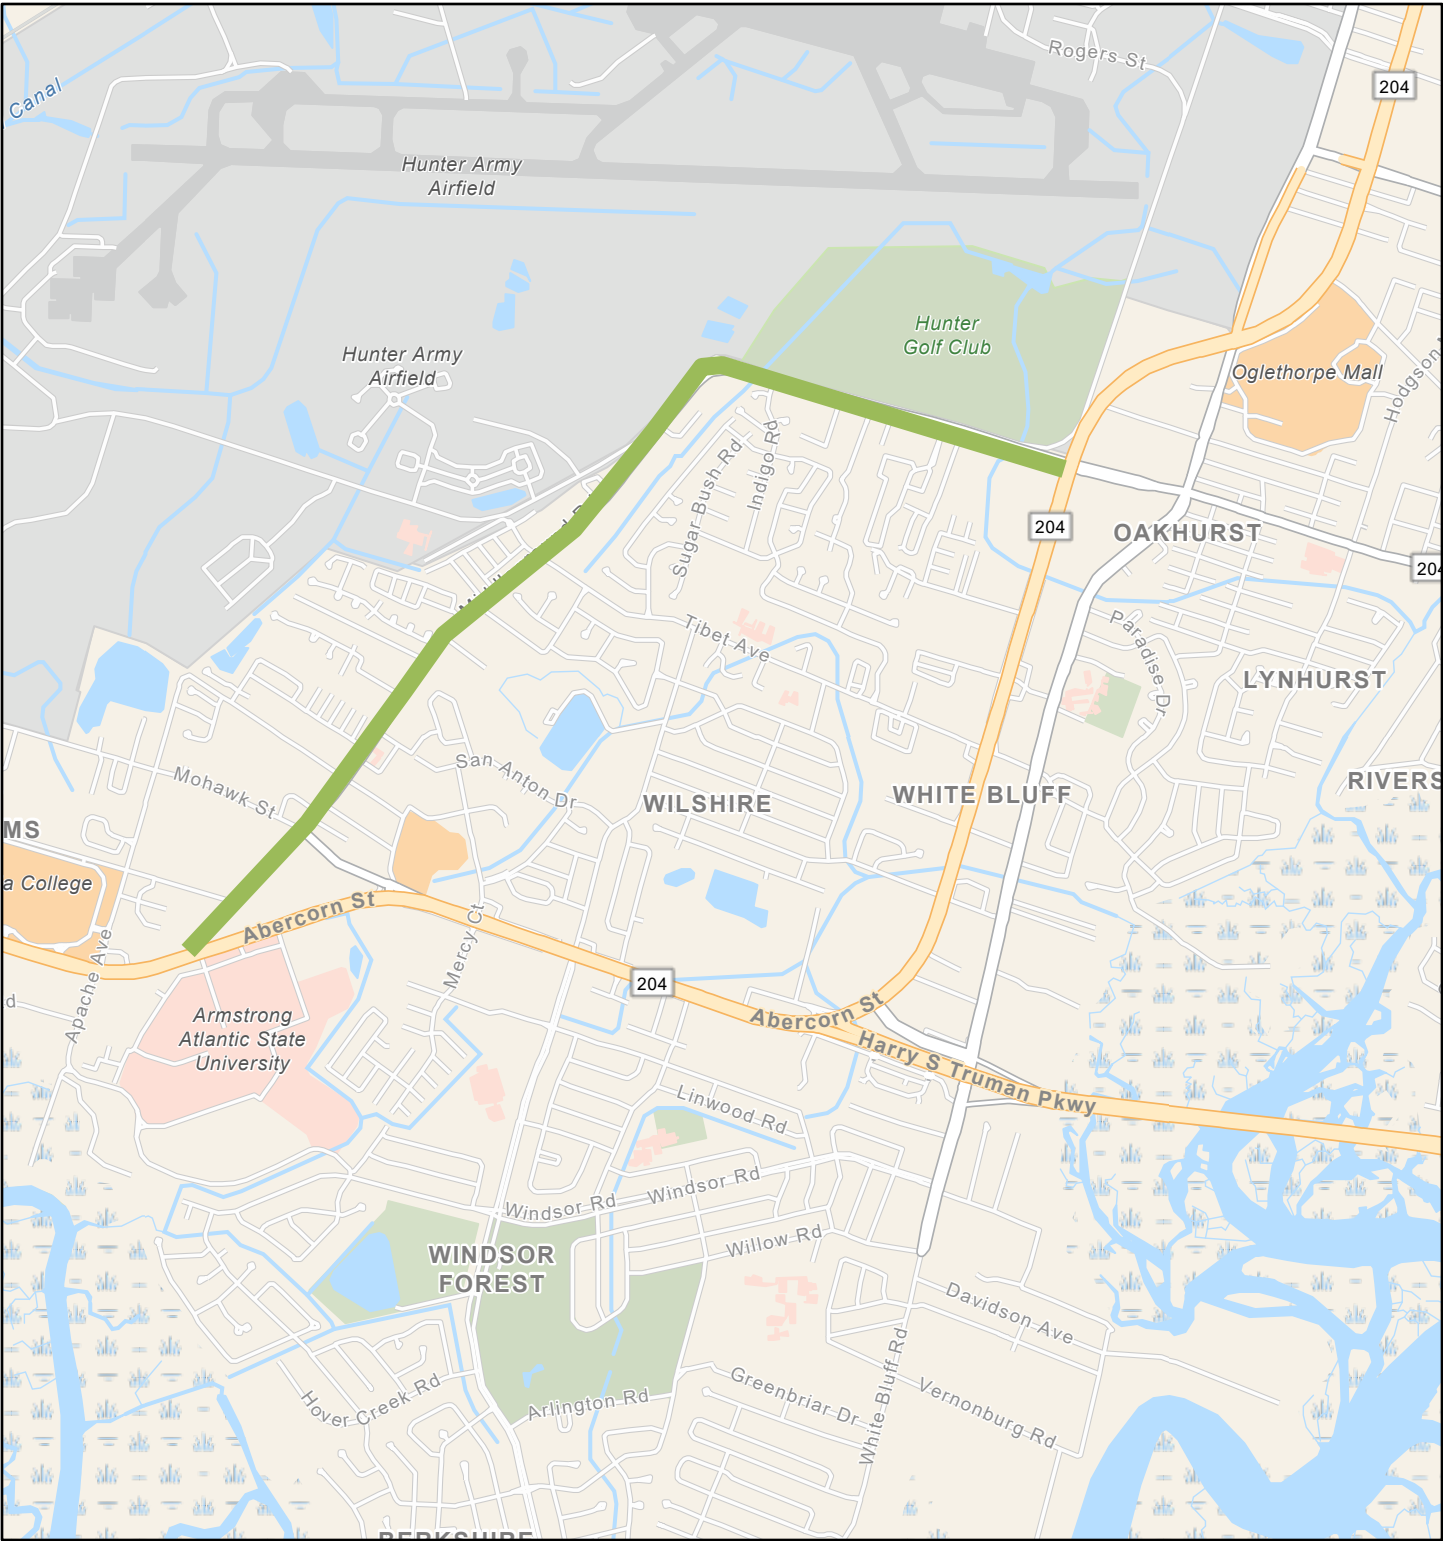 Rogers St
204
Canal
Hunter Army
Airfield
Hunter
Golf Club
Hunter Army
Airfield
Oglethorpe Mall
Hodgson
Sugar Bush Rd
Indigo Rd
204
OAKHURST
204
Tibet Ave
Paradise Dr
LYNHURST
San Anton Dr
Mohawk St
WILSHIRE
WHITE BLUFF
RIVERS
MS
a College
Abercorn St
Mercy Ct
Apache Ave
204
d
Armstrong
Atlantic State
University
Abercorn St
Harry S Truman Pkwy
Linwood Rd
Windsor Rd
Windsor Rd
Willow Rd
WINDSOR
FOREST
Davidson Ave
White Bluff Rd
Greenbriar Dr
Vernonburg Rd
Hover Creek Rd
Arlington Rd
BERKSHIRE